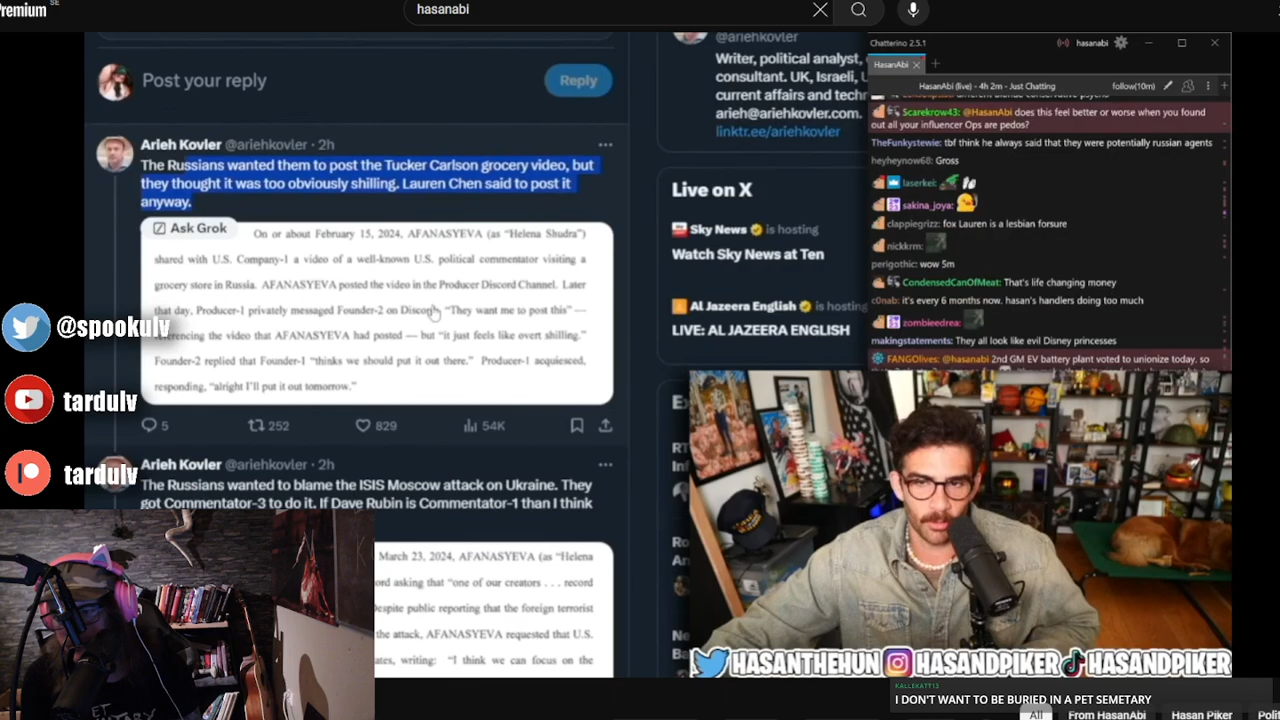 Premium SE
hasanabi
Post your reply
Reply
Arieh Kovler @ariehkovler · 2h
The Russians wanted them to post the Tucker Carlson grocery video, but
they thought it was too obviously shilling. Lauren Chen said to post it
anyway.
Ask Grok
On or about February 15, 2024, AFANASYEVA (as “Helena Shudra”)
shared with U.S. Company-1 a video of a well-known U.S. political commentator visiting a
grocery store in Russia. AFANASYEVA posted the video in the Producer Discord Channel. Later
that day, Producer-1 privately messaged Founder-2 on Discord: “They want me to post this” —
referencing the video that AFANASYEVA had posted — but “it just feels like overt shilling.”
Founder-2 replied that Founder-1 “thinks we should put it out there.” Producer-1 acquiesced,
responding, “alright I’ll put it out tomorrow.”
5
252
829
54K
Arieh Kovler @ariehkovler · 2h
The Russians wanted to blame the ISIS Moscow attack on Ukraine. They
got Commentator-3 to do it. If Dave Rubin is Commentator-1 than I think
March 23, 2024, AFANASYEVA (as “Helena
ord asking that “one of our creators . . . record
Despite public reporting that the foreign terrorist
the attack, AFANASYEVA requested that U.S.
ates, writing: “I think we can focus on the
@ariehkovler
Writer, political analyst,
consultant. UK, Israeli, U
current affairs and techn
arieh@ariehkovler.com.
linktr.ee/ariehkovler
Live on X
Sky News is hosting
Watch Sky News at Ten
Al Jazeera English is hosting
LIVE: AL JAZEERA ENGLISH
Chatterino 2.5.1
hasanabi
HasanAbi
HasanAbi (live) - 4h 2m - Just Chatting
follow(10m)
Scarekrow43: @HasanAbi does this feel better or worse when you found
out all your influencer Ops are pedos?
TheFunkystewie: tbf think he always said that they were potentially russian agents
heyheynow68: Gross
laserkei:
sakina_joya:
clappiegrizz: fox Lauren is a lesbian forsure
nickkrm:
perigothic: wow 5m
CondensedCanOfMeat: That's life changing money
c0nab: it's every 6 months now. hasan's handlers doing too much
zombieedrea:
makingstatements: They all look like evil Disney princesses
FANGOlives: @hasanabi 2nd GM EV battery plant voted to unionize today. so
@spookulv
tardulv
tardulv
HASANTHEHUN
HASANDPIKER
HASANDPIKER
KALLEKATT13
I DON'T WANT TO BE BURIED IN A PET SEMETARY
All
From HasanAbi
Hasan Piker
Polit